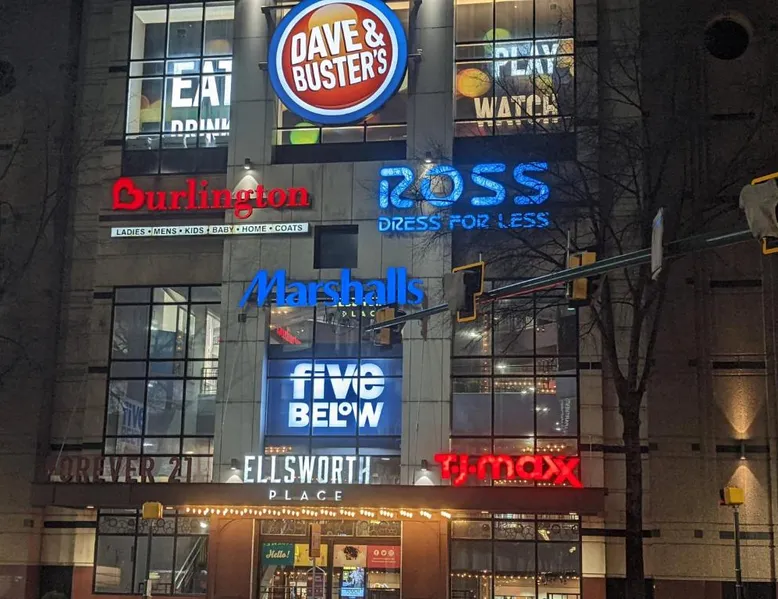 DAVE &
BUSTER'S
EAT
DRINK
PLAY
WATCH
Burlington
LADIES • MENS • KIDS • BABY • HOME • COATS
ROSS
DRESS FOR LESS
Marshalls
PLACE
five
BELOW
FOREVER 21
ELLSWORTH
PLACE
T·J·maxx
Hello!